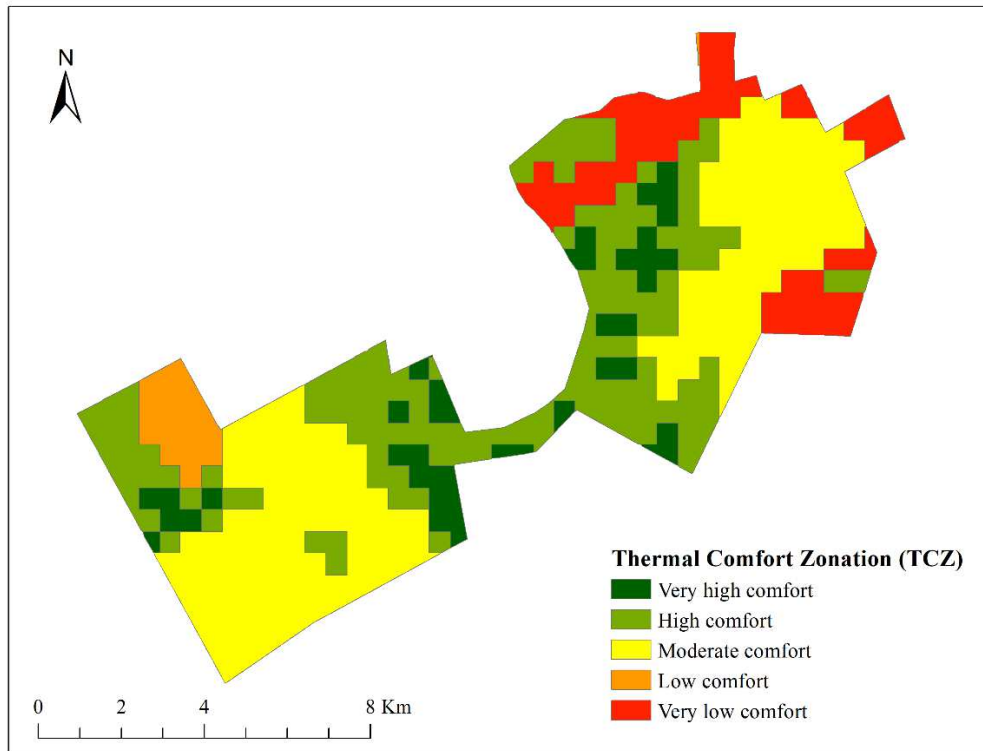 N
Thermal Comfort Zonation (TCZ)
Very high comfort
High comfort
Moderate comfort
Low comfort
Very low comfort
0 2 4 8 Km